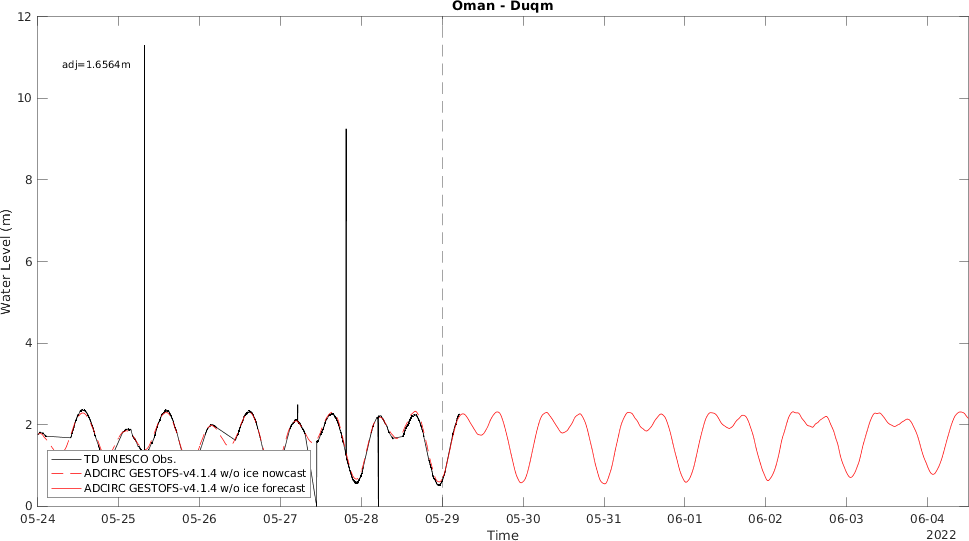 Oman - Duqm
12
adj=1.6564m
10
8
6
4
2
0
Water Level (m)
TD UNESCO Obs.
ADCIRC GESTOFS-v4.1.4 w/o ice nowcast
ADCIRC GESTOFS-v4.1.4 w/o ice forecast
05-24 05-25 05-26 05-27 05-28 05-29 05-30 05-31 06-01 06-02 06-03 06-04
Time
2022